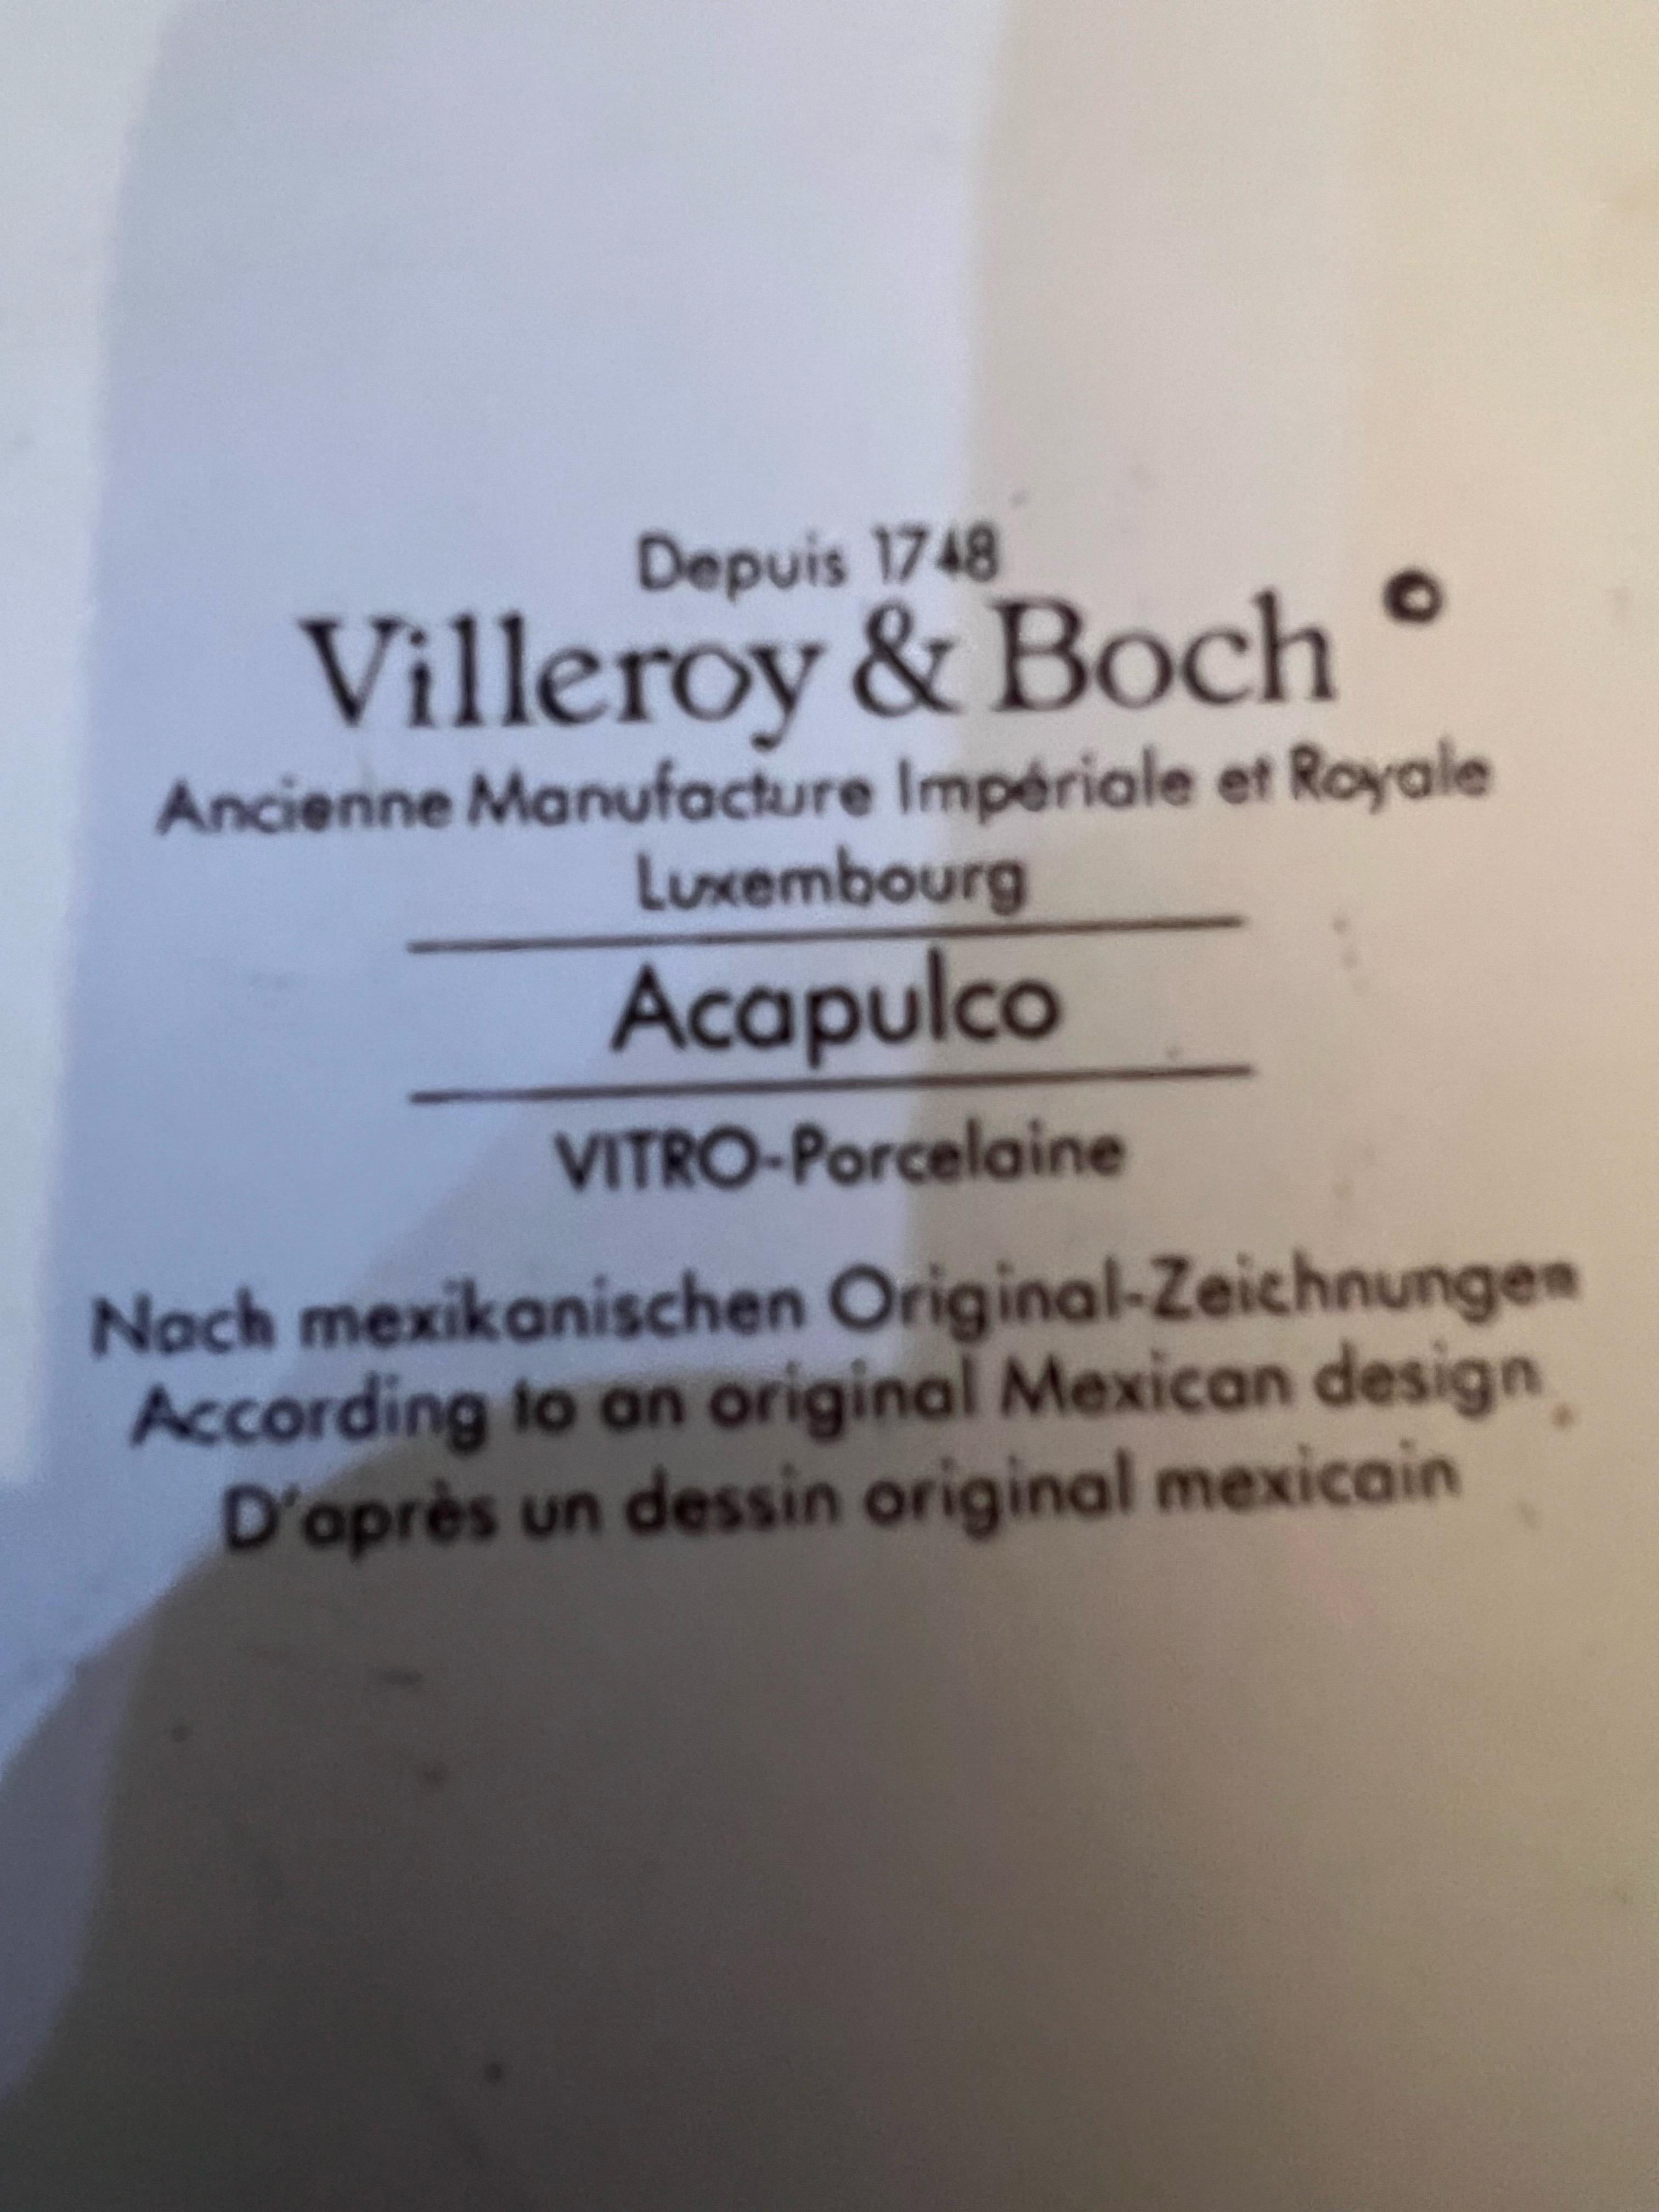 Depuis 1748
Villeroy & Boch ©
Ancienne Manufacture Impériale et Royale
Luxembourg
Acapulco
VITRO-Porcelaine
Nach mexikanischen Original-Zeichnungen
According to an original Mexican design
D'après un dessin original mexicain